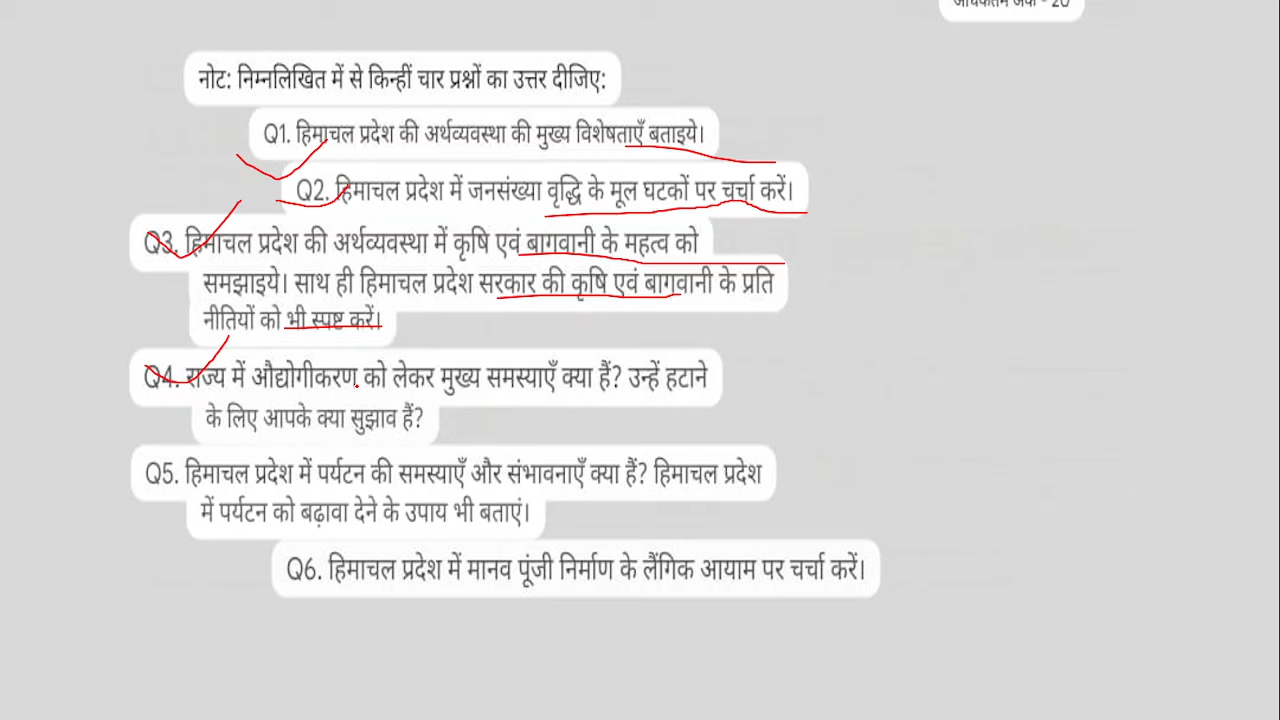 अधिकतम अंक - 20
नोट: निम्नलिखित में से किन्हीं चार प्रश्नों का उत्तर दीजिए:
Q1. हिमाचल प्रदेश की अर्थव्यवस्था की मुख्य विशेषताएँ बताइये।
Q2. हिमाचल प्रदेश में जनसंख्या वृद्धि के मूल घटकों पर चर्चा करें।
Q3. हिमाचल प्रदेश की अर्थव्यवस्था में कृषि एवं बागवानी के महत्व को
समझाइये। साथ ही हिमाचल प्रदेश सरकार की कृषि एवं बागवानी के प्रति
नीतियों को भी स्पष्ट करें।
Q4. राज्य में औद्योगीकरण को लेकर मुख्य समस्याएँ क्या हैं? उन्हें हटाने
के लिए आपके क्या सुझाव हैं?
Q5. हिमाचल प्रदेश में पर्यटन की समस्याएँ और संभावनाएँ क्या हैं? हिमाचल प्रदेश
में पर्यटन को बढ़ावा देने के उपाय भी बताएं।
Q6. हिमाचल प्रदेश में मानव पूंजी निर्माण के लैंगिक आयाम पर चर्चा करें।